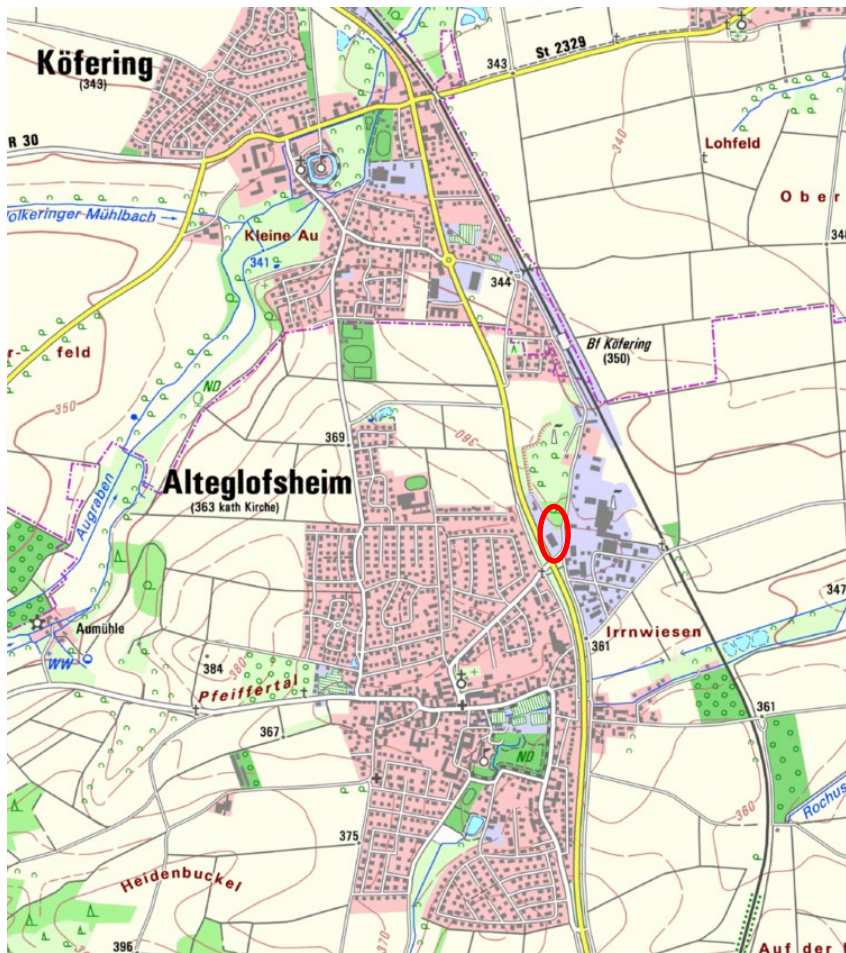 Köfering
(343)
St 2329
343
R 30
340
Lohfeld
Ober
Volkeringer Mühlbach →
Kleine Au
341
344
Bf Köfering
(350)
feld
350
ND
369
360
Alteglofsheim
(363 kath Kirche)
Augraben
347
Aumühle
Irrnwiesen
WW
384
380
361
Pfeiffertal
361
367
ND
360
Rochus
375
Heidenbuckel
370
396
Auf der